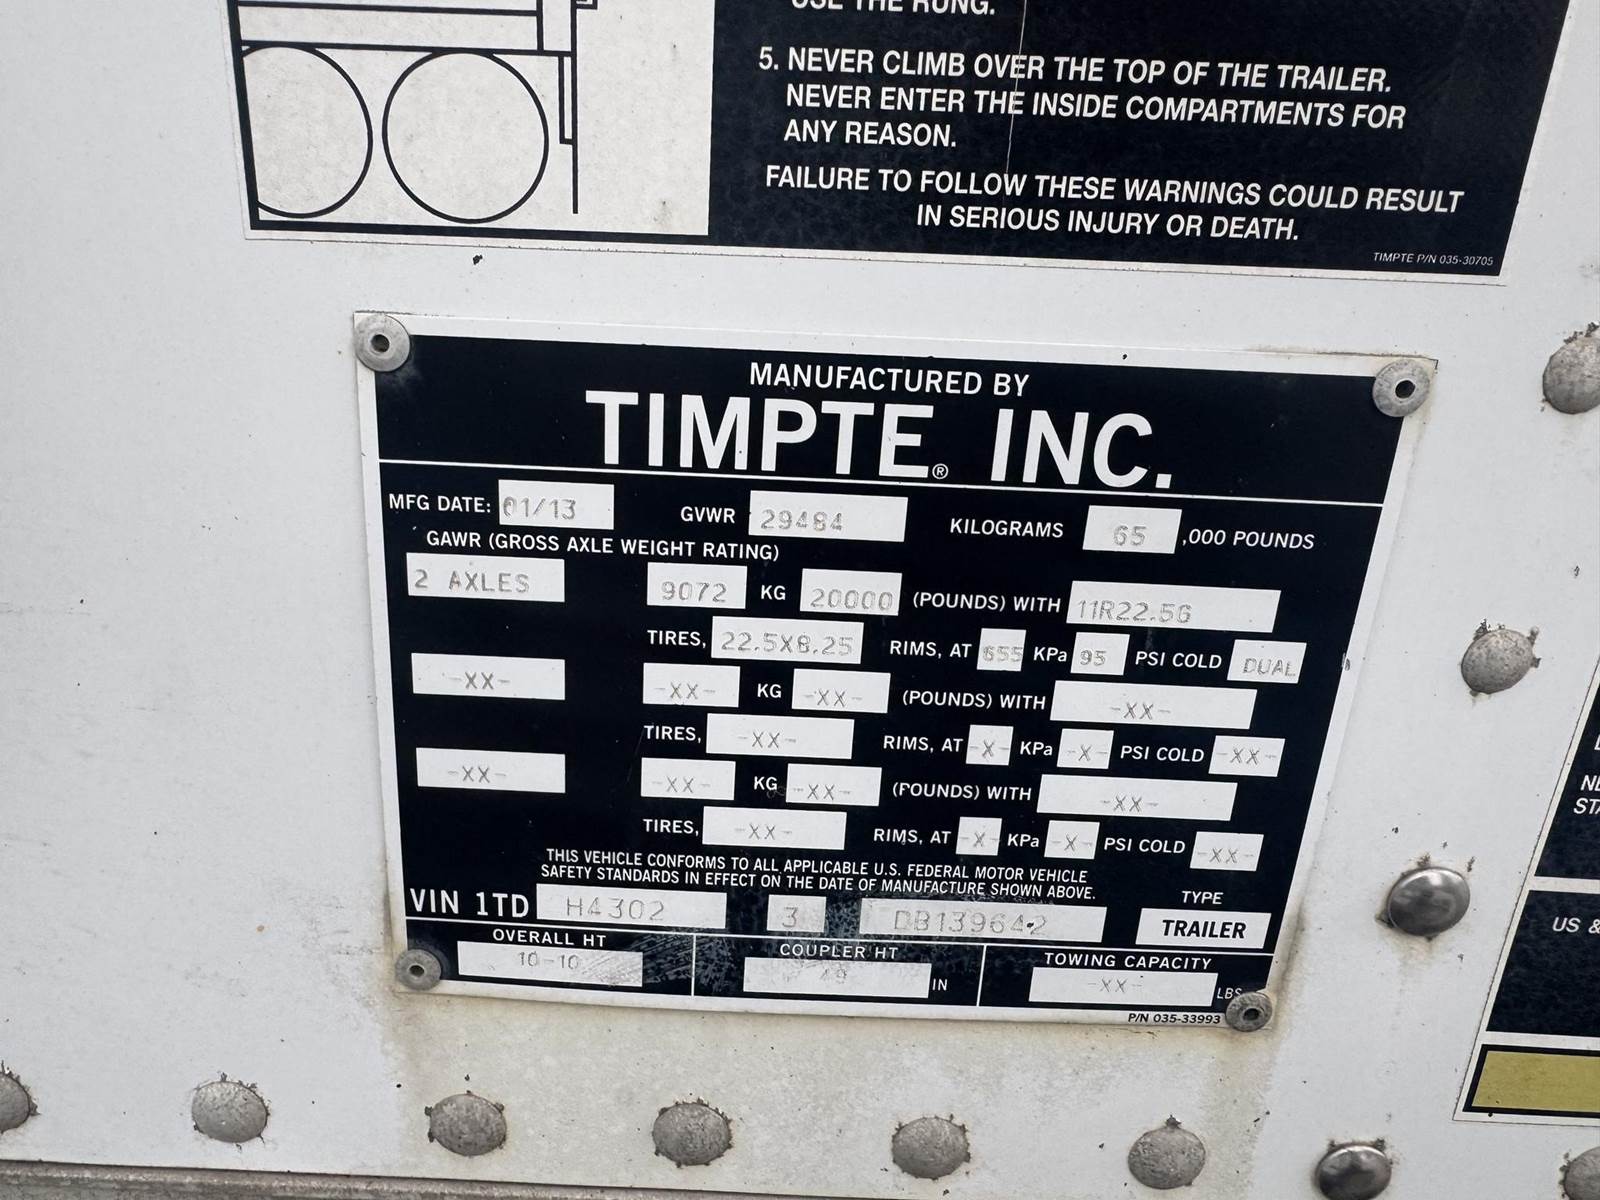 USE THE RUNG.
5. NEVER CLIMB OVER THE TOP OF THE TRAILER.
NEVER ENTER THE INSIDE COMPARTMENTS FOR
ANY REASON.
FAILURE TO FOLLOW THESE WARNINGS COULD RESULT
IN SERIOUS INJURY OR DEATH.
TIMPTE P/N 035-30705
MANUFACTURED BY
TIMPTE® INC.
MFG DATE: 01/13 GVWR 29484 KILOGRAMS 65 ,000 POUNDS
GAWR (GROSS AXLE WEIGHT RATING)
2 AXLES 9072 KG 20000 (POUNDS) WITH 11R22.5G
TIRES, 22.5X8.25 RIMS, AT 655 KPa 95 PSI COLD DUAL
-XX- -XX- KG -XX- (POUNDS) WITH -XX-
TIRES, -XX- RIMS, AT -X- KPa -X- PSI COLD -XX-
-XX- -XX- KG -XX- (POUNDS) WITH -XX-
TIRES, -XX- RIMS, AT -X- KPa -X- PSI COLD -XX-
THIS VEHICLE CONFORMS TO ALL APPLICABLE U.S. FEDERAL MOTOR VEHICLE
SAFETY STANDARDS IN EFFECT ON THE DATE OF MANUFACTURE SHOWN ABOVE.
TYPE
VIN 1TD H4302 3 DB139642 TRAILER
OVERALL HT COUPLER HT TOWING CAPACITY
10-10 49 IN -XX- LBS
P/N 035-33993
US &